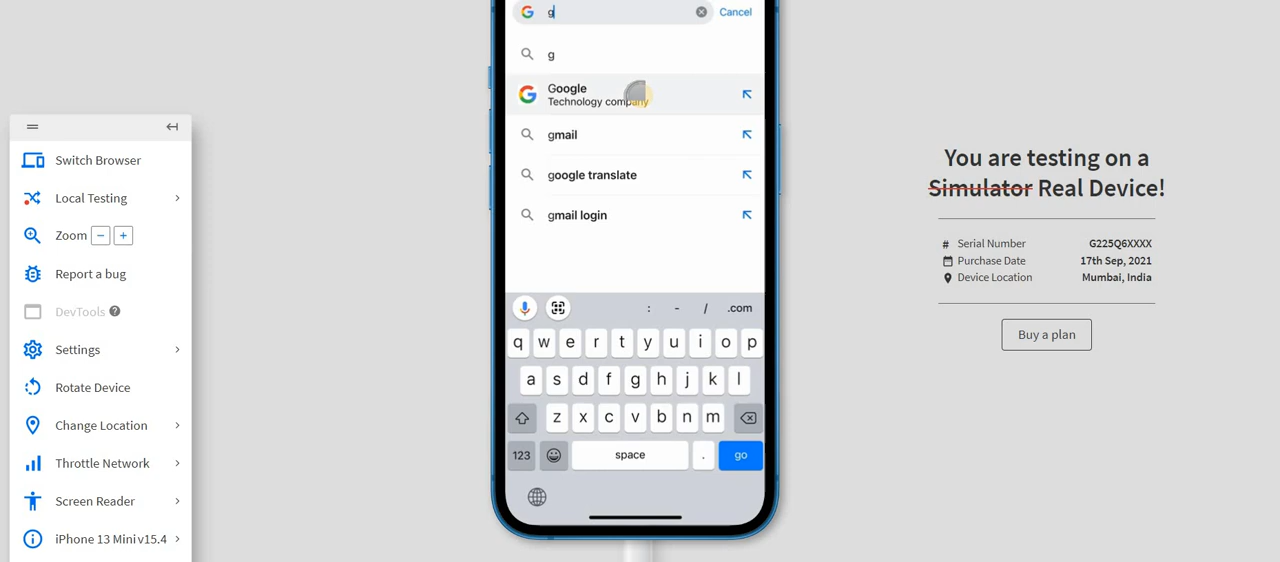 g
Cancel
g
Google
Technology company
gmail
google translate
gmail login
: - / .com
q w e r t y u i o p
a s d f g h j k l
z x c v b n m
123 space . go
Switch Browser
Local Testing
Zoom - +
Report a bug
DevTools ?
Settings
Rotate Device
Change Location
Throttle Network
Screen Reader
iPhone 13 Mini v15.4
You are testing on a
Simulator Real Device!
# Serial Number G225Q6XXXX
Purchase Date 17th Sep, 2021
Device Location Mumbai, India
Buy a plan